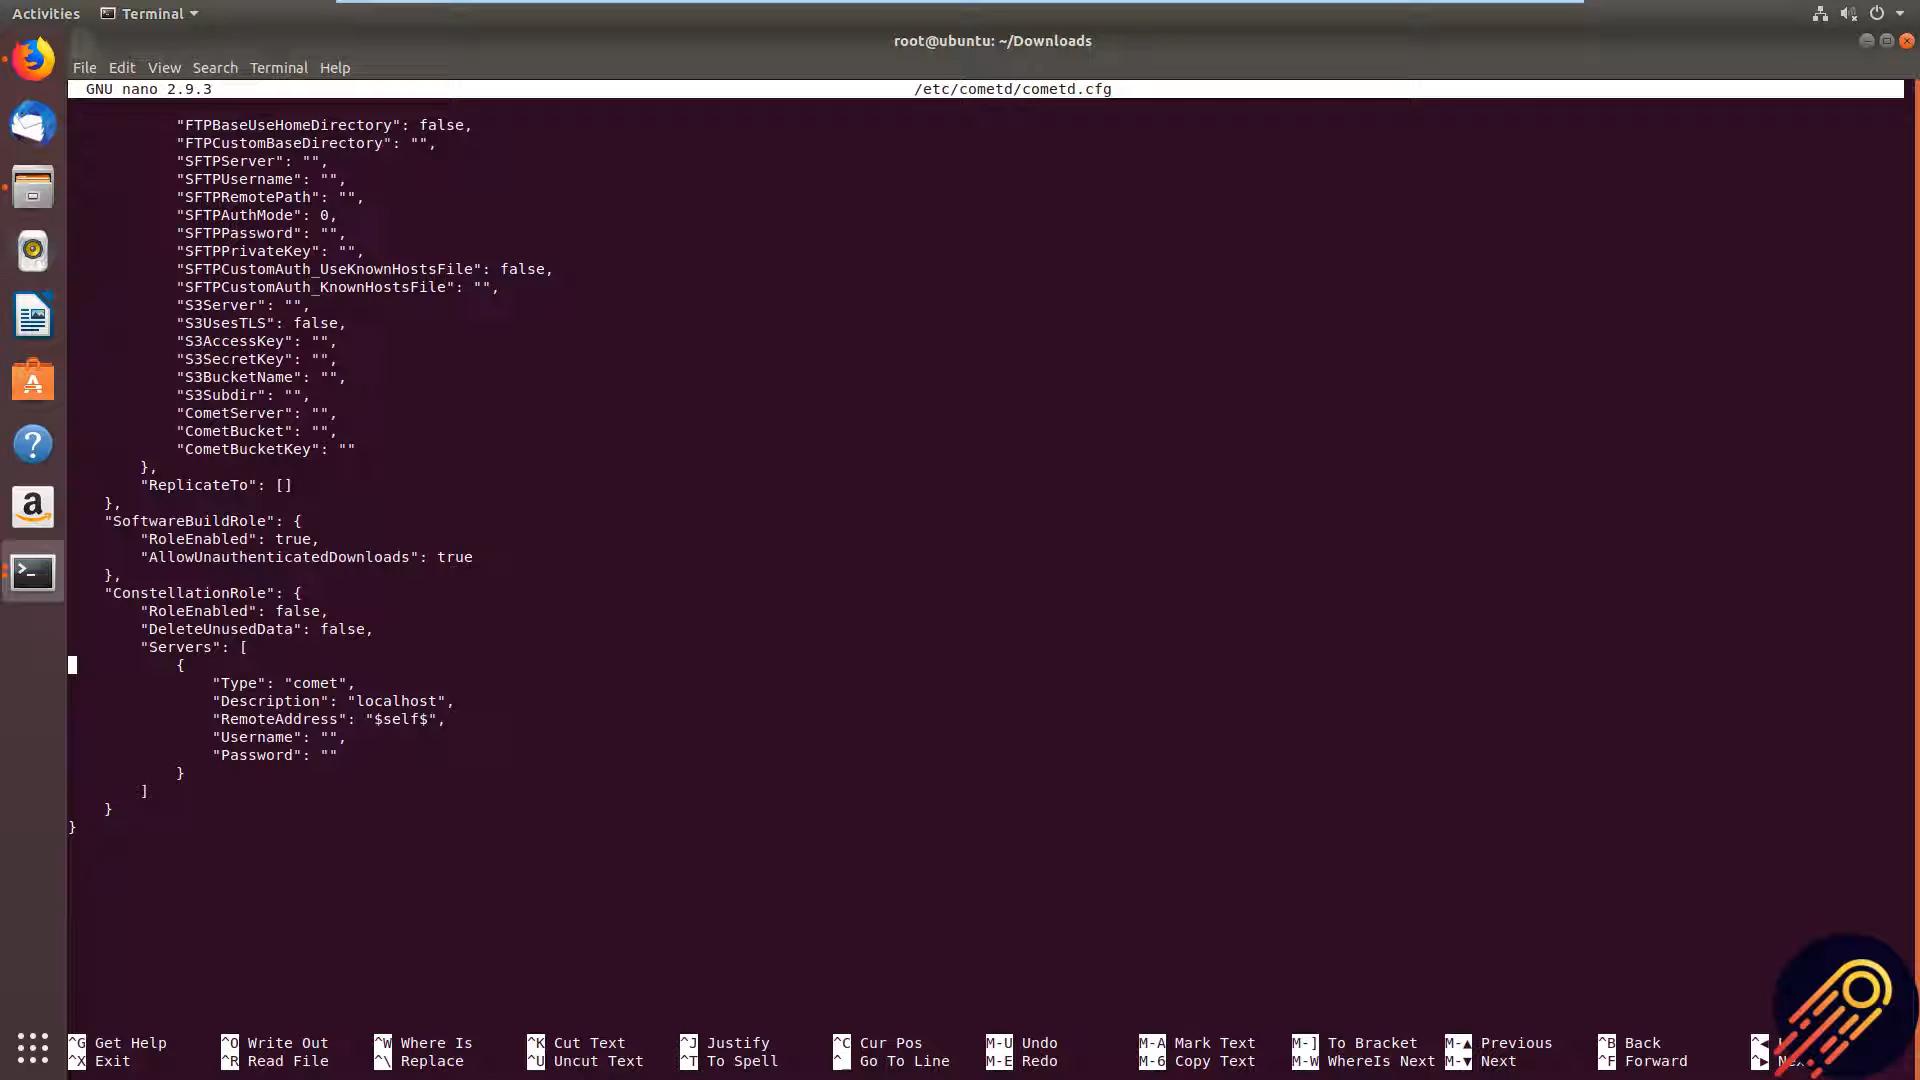 Activities Terminal
root@ubuntu: ~/Downloads
File Edit View Search Terminal Help
GNU nano 2.9.3 /etc/cometd/cometd.cfg
"FTPBaseUseHomeDirectory": false,
"FTPCustomBaseDirectory": "",
"SFTPServer": "",
"SFTPUsername": "",
"SFTPRemotePath": "",
"SFTPAuthMode": 0,
"SFTPPassword": "",
"SFTPPrivateKey": "",
"SFTPCustomAuth_UseKnownHostsFile": false,
"SFTPCustomAuth_KnownHostsFile": "",
"S3Server": "",
"S3UsesTLS": false,
"S3AccessKey": "",
"S3SecretKey": "",
"S3BucketName": "",
"S3Subdir": "",
"CometServer": "",
"CometBucket": "",
"CometBucketKey": ""
},
"ReplicateTo": []
},
"SoftwareBuildRole": {
"RoleEnabled": true,
"AllowUnauthenticatedDownloads": true
},
"ConstellationRole": {
"RoleEnabled": false,
"DeleteUnusedData": false,
"Servers": [
{
"Type": "comet",
"Description": "localhost",
"RemoteAddress": "$self$",
"Username": "",
"Password": ""
}
]
}
}
^G Get Help ^O Write Out ^W Where Is ^K Cut Text ^J Justify ^C Cur Pos M-U Undo M-A Mark Text M-] To Bracket M-▲ Previous ^B Back
^X Exit ^R Read File ^\ Replace ^U Uncut Text ^T To Spell ^_ Go To Line M-E Redo M-6 Copy Text M-W WhereIs Next M-▼ Next ^F Forward